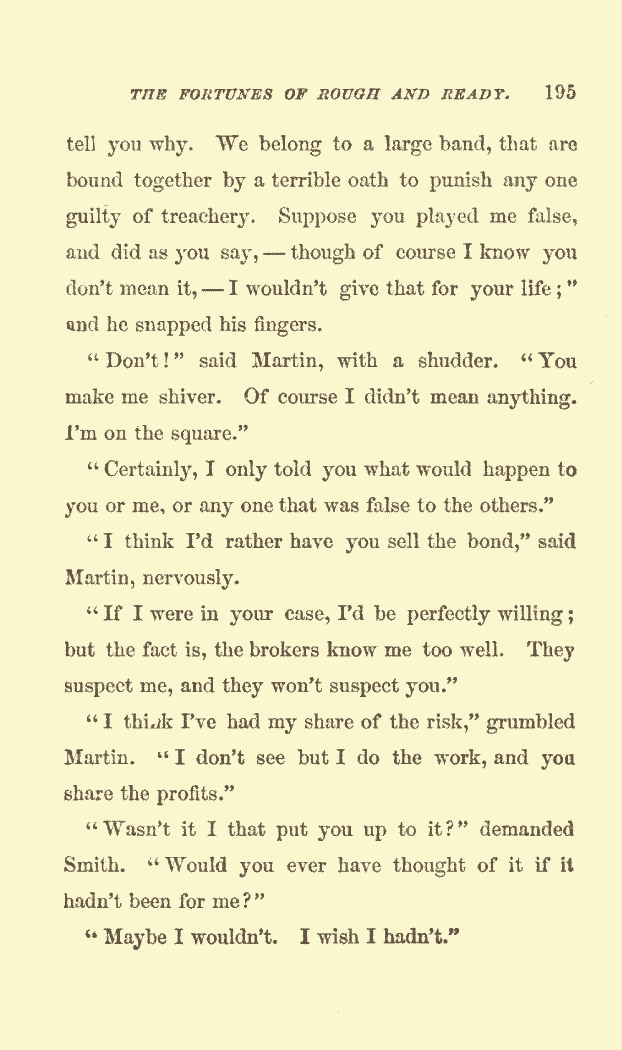 THE FORTUNES OF ROUGH AND READY. 195
tell you why. We belong to a large band, that are
bound together by a terrible oath to punish any one
guilty of treachery. Suppose you played me false,
and did as you say, — though of course I know you
don't mean it, — I wouldn't give that for your life; "
and he snapped his fingers.
" Don't!" said Martin, with a shudder. " You
make me shiver. Of course I didn't mean anything.
I'm on the square."
" Certainly, I only told you what would happen to
you or me, or any one that was false to the others."
" I think I'd rather have you sell the bond," said
Martin, nervously.
" If I were in your case, I'd be perfectly willing;
but the fact is, the brokers know me too well. They
suspect me, and they won't suspect you."
" I think I've had my share of the risk," grumbled
Martin. " I don't see but I do the work, and you
share the profits."
" Wasn't it I that put you up to it?" demanded
Smith. " Would you ever have thought of it if it
hadn't been for me?"
" Maybe I wouldn't. I wish I hadn't."